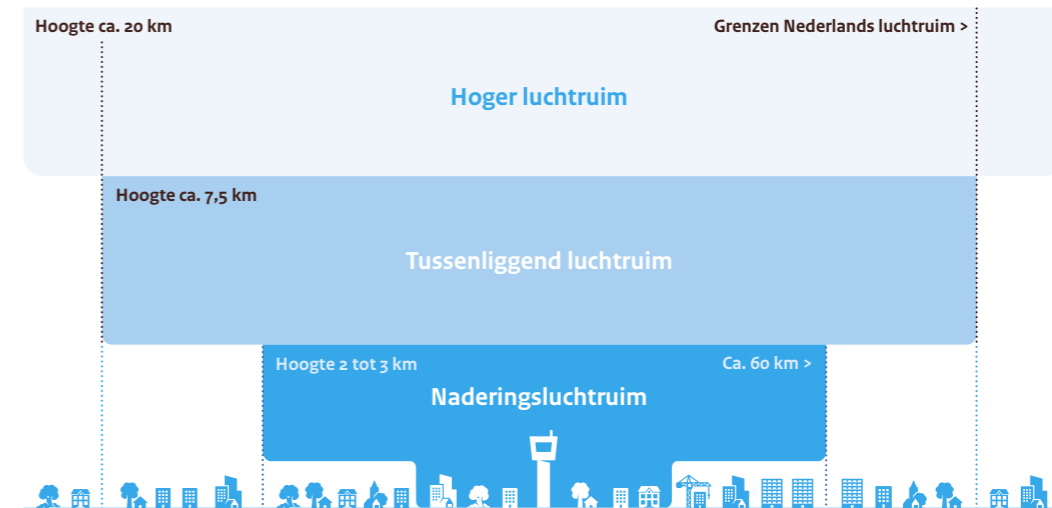 Hoogte ca. 20 km
Grenzen Nederlands luchtruim >
Hoger luchtruim
Hoogte ca. 7,5 km
Tussenliggend luchtruim
Hoogte 2 tot 3 km
Ca. 60 km >
Naderingsluchtruim